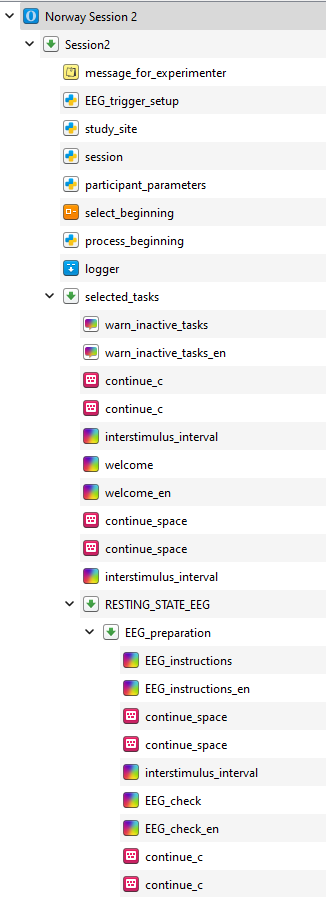 Norway Session 2
Session2
message_for_experimenter
EEG_trigger_setup
study_site
session
participant_parameters
select_beginning
process_beginning
logger
selected_tasks
warn_inactive_tasks
warn_inactive_tasks_en
continue_c
continue_c
interstimulus_interval
welcome
welcome_en
continue_space
continue_space
interstimulus_interval
RESTING_STATE_EEG
EEG_preparation
EEG_instructions
EEG_instructions_en
continue_space
continue_space
interstimulus_interval
EEG_check
EEG_check_en
continue_c
continue_c